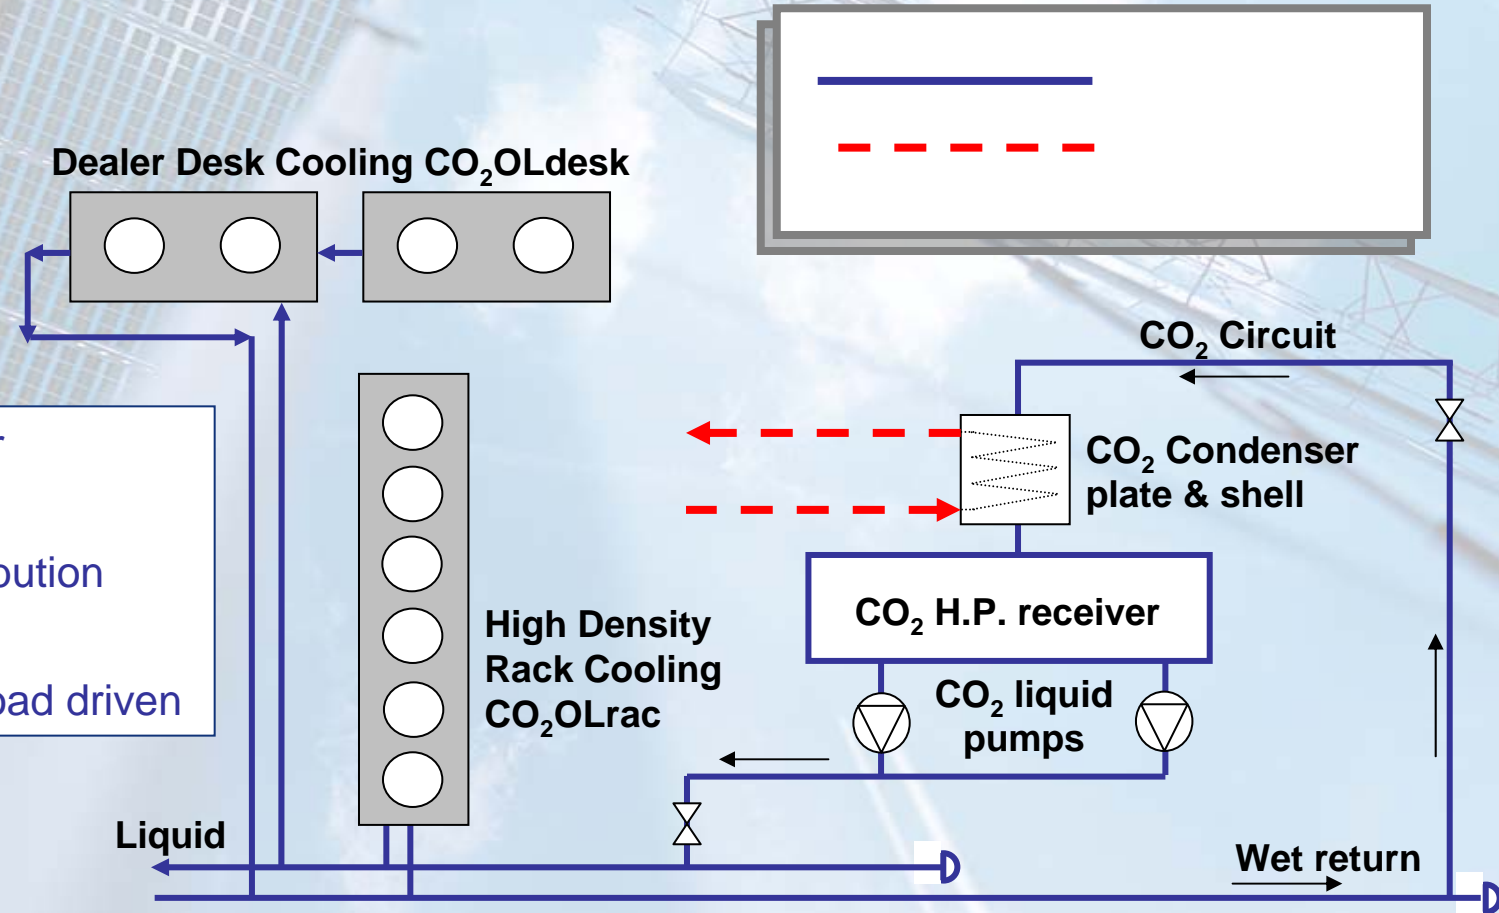 Dealer Desk Cooling CO₂OLdesk
CO₂ Circuit
CO₂ Condenser
plate & shell
CO₂ H.P. receiver
High Density
Rack Cooling
CO₂OLrac
CO₂ liquid
pumps
driven
Liquid
Wet return